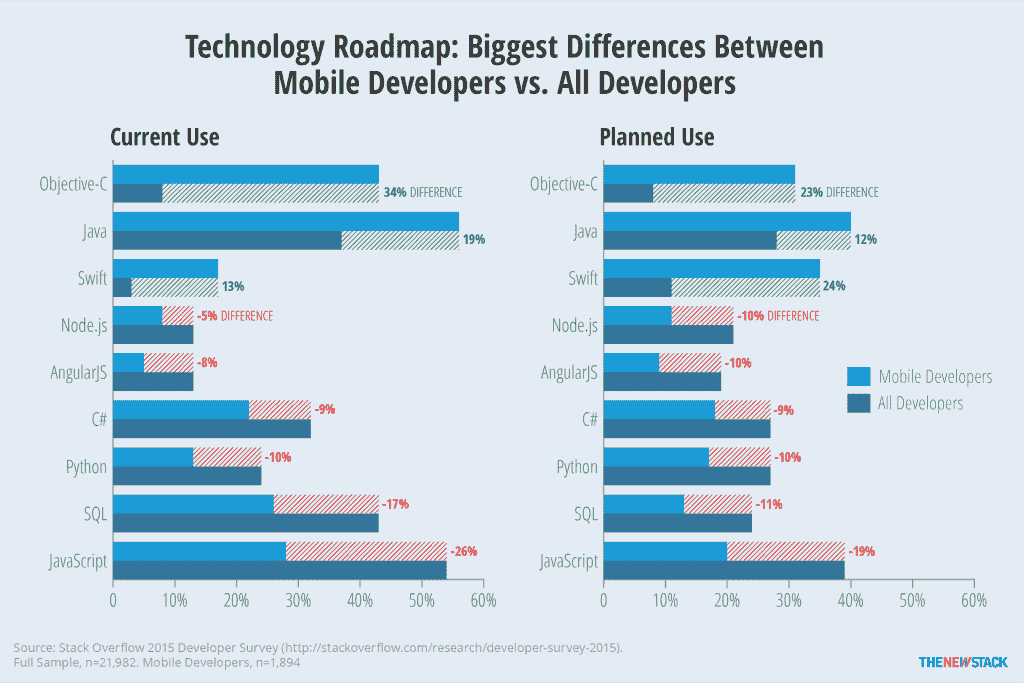 Technology Roadmap: Biggest Differences Between
Mobile Developers vs. All Developers
Current Use
Objective-C
34% DIFFERENCE
Java
19%
Swift
13%
Node.js
-5% DIFFERENCE
AngularJS
-8%
C#
-9%
Python
-10%
SQL
-17%
JavaScript
-26%
0 10% 20% 30% 40% 50% 60%
Planned Use
Objective-C
23% DIFFERENCE
Java
12%
Swift
24%
Node.js
-10% DIFFERENCE
AngularJS
-10%
C#
-9%
Python
-10%
SQL
-11%
JavaScript
-19%
0 10% 20% 30% 40% 50% 60%
Mobile Developers
All Developers
Source: Stack Overflow 2015 Developer Survey (http://stackoverflow.com/research/developer-survey-2015).
Full Sample, n=21,982. Mobile Developers, n=1,894
THENEWSTACK